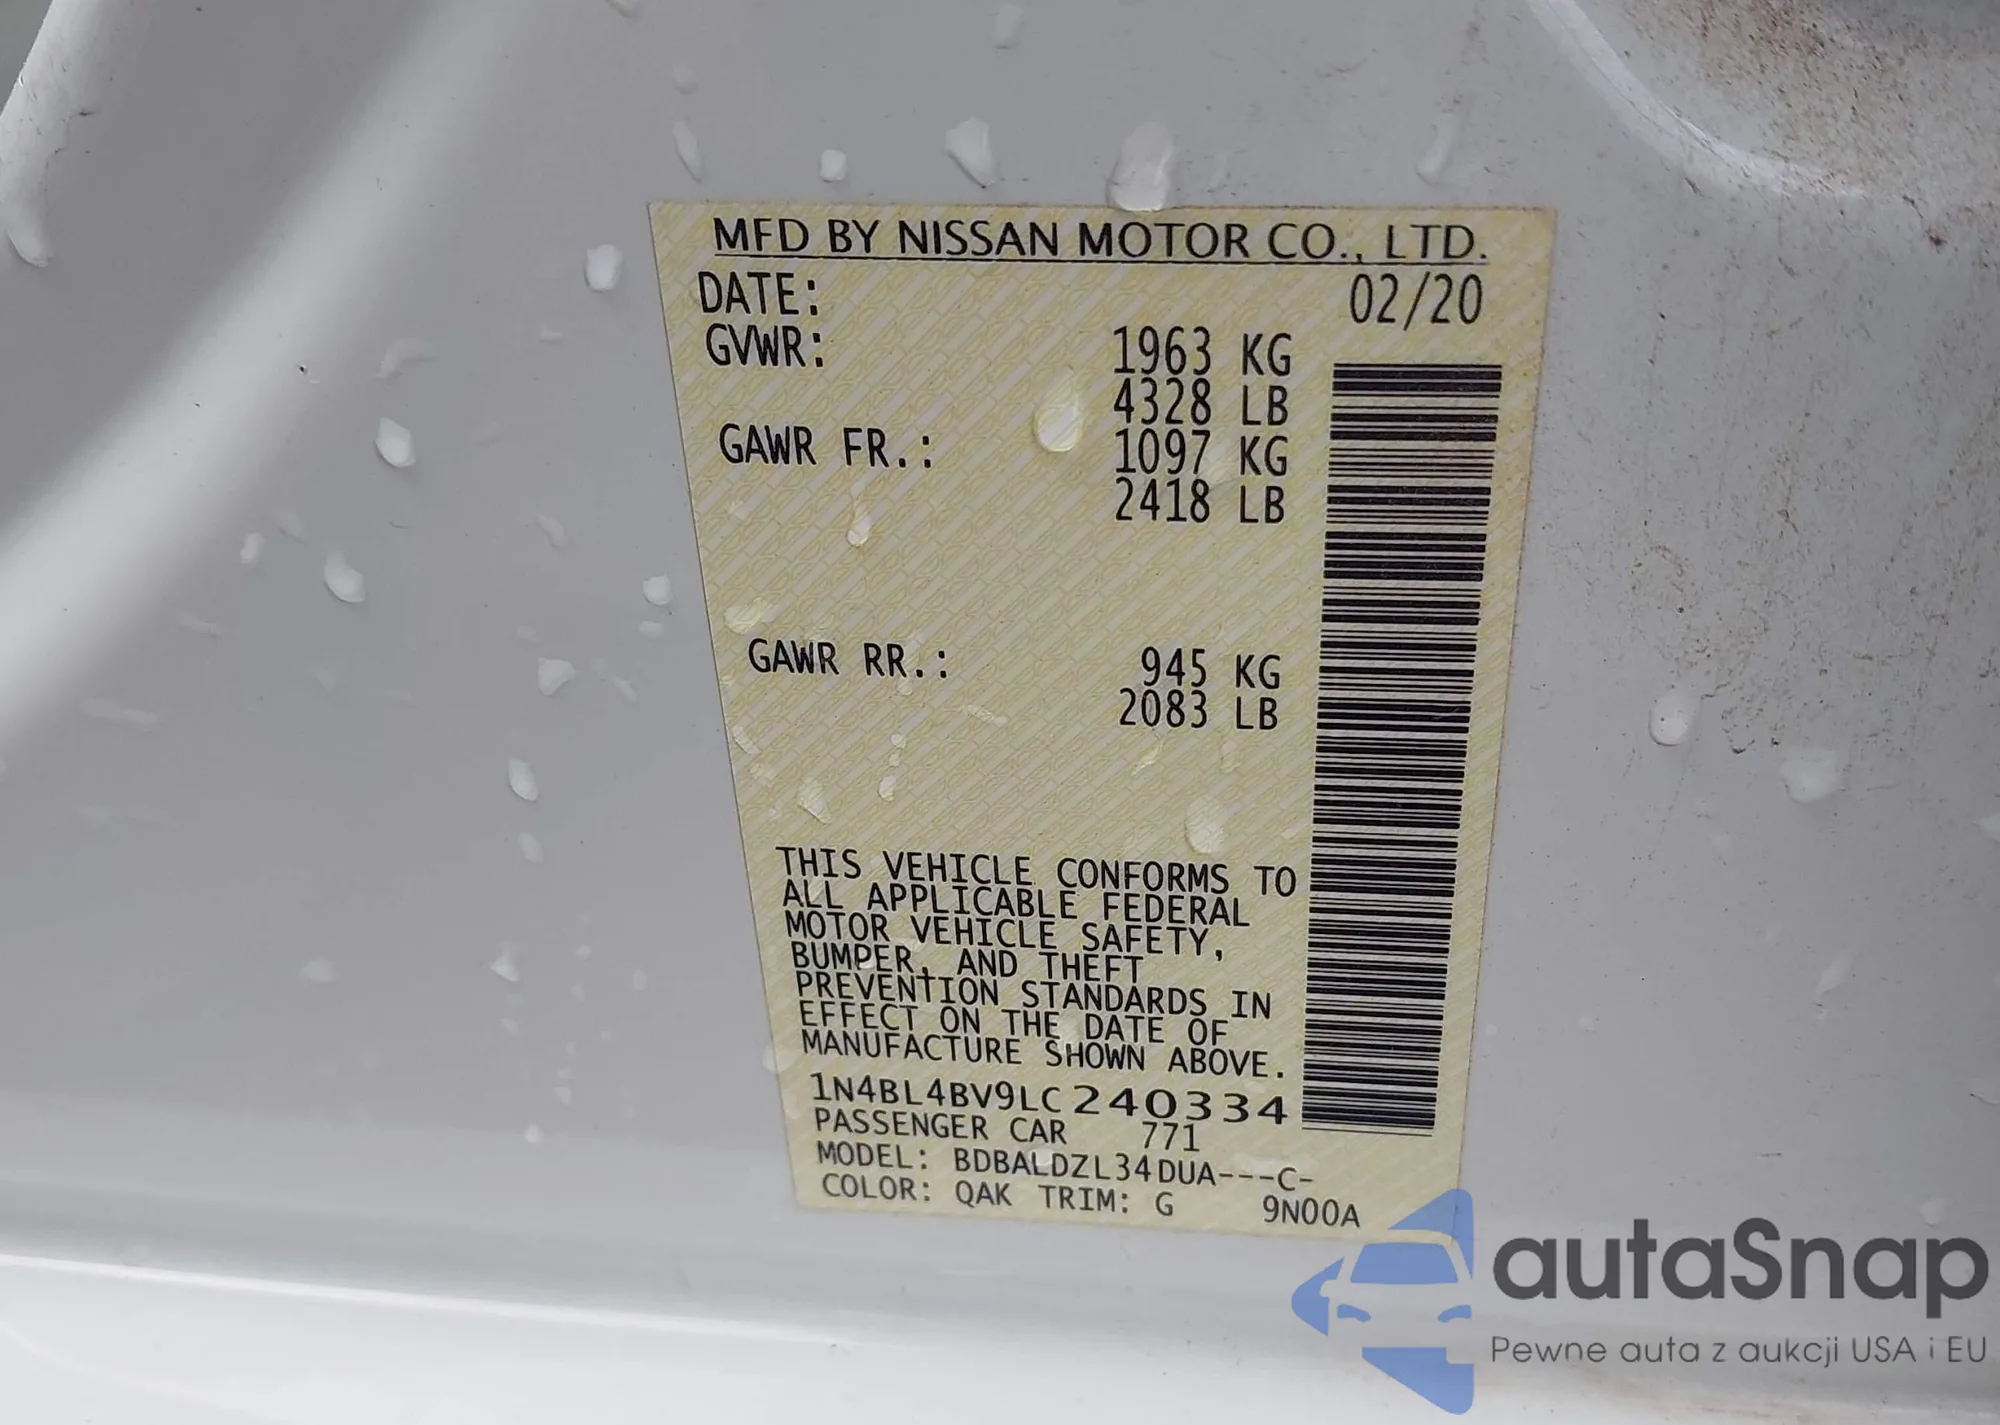 MFD BY NISSAN MOTOR CO., LTD.
DATE: 02/20
GVWR: 1963 KG
4328 LB
GAWR FR.: 1097 KG
2418 LB
GAWR RR.: 945 KG
2083 LB
THIS VEHICLE CONFORMS TO
ALL APPLICABLE FEDERAL
MOTOR VEHICLE SAFETY,
BUMPER, AND THEFT
PREVENTION STANDARDS IN
EFFECT ON THE DATE OF
MANUFACTURE SHOWN ABOVE.
1N4BL4BV9LC240334
PASSENGER CAR 771
MODEL: BDBALDZL34DUA---C-
COLOR: QAK TRIM: G 9N00A
autaSnap
Pewne auta z aukcji USA i EU